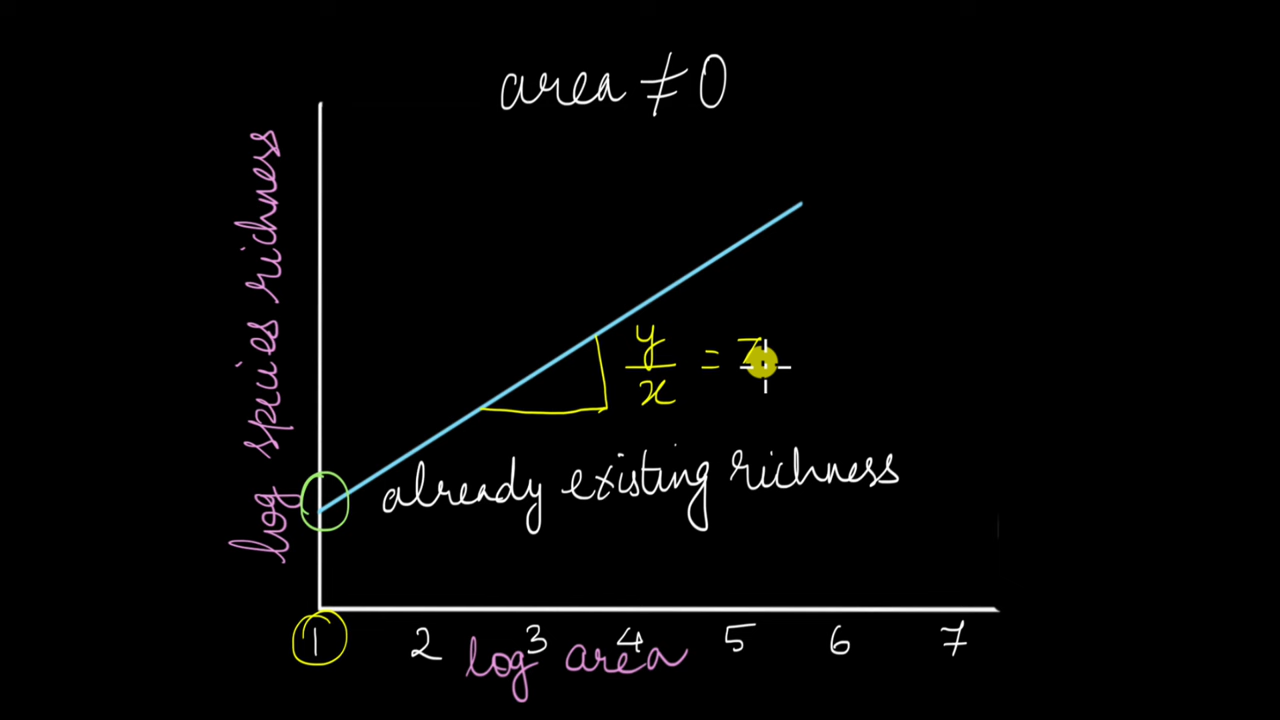 area ≠ 0
log species richness
y/x = Z
already existing richness
1 2 3 4 5 6 7
log area